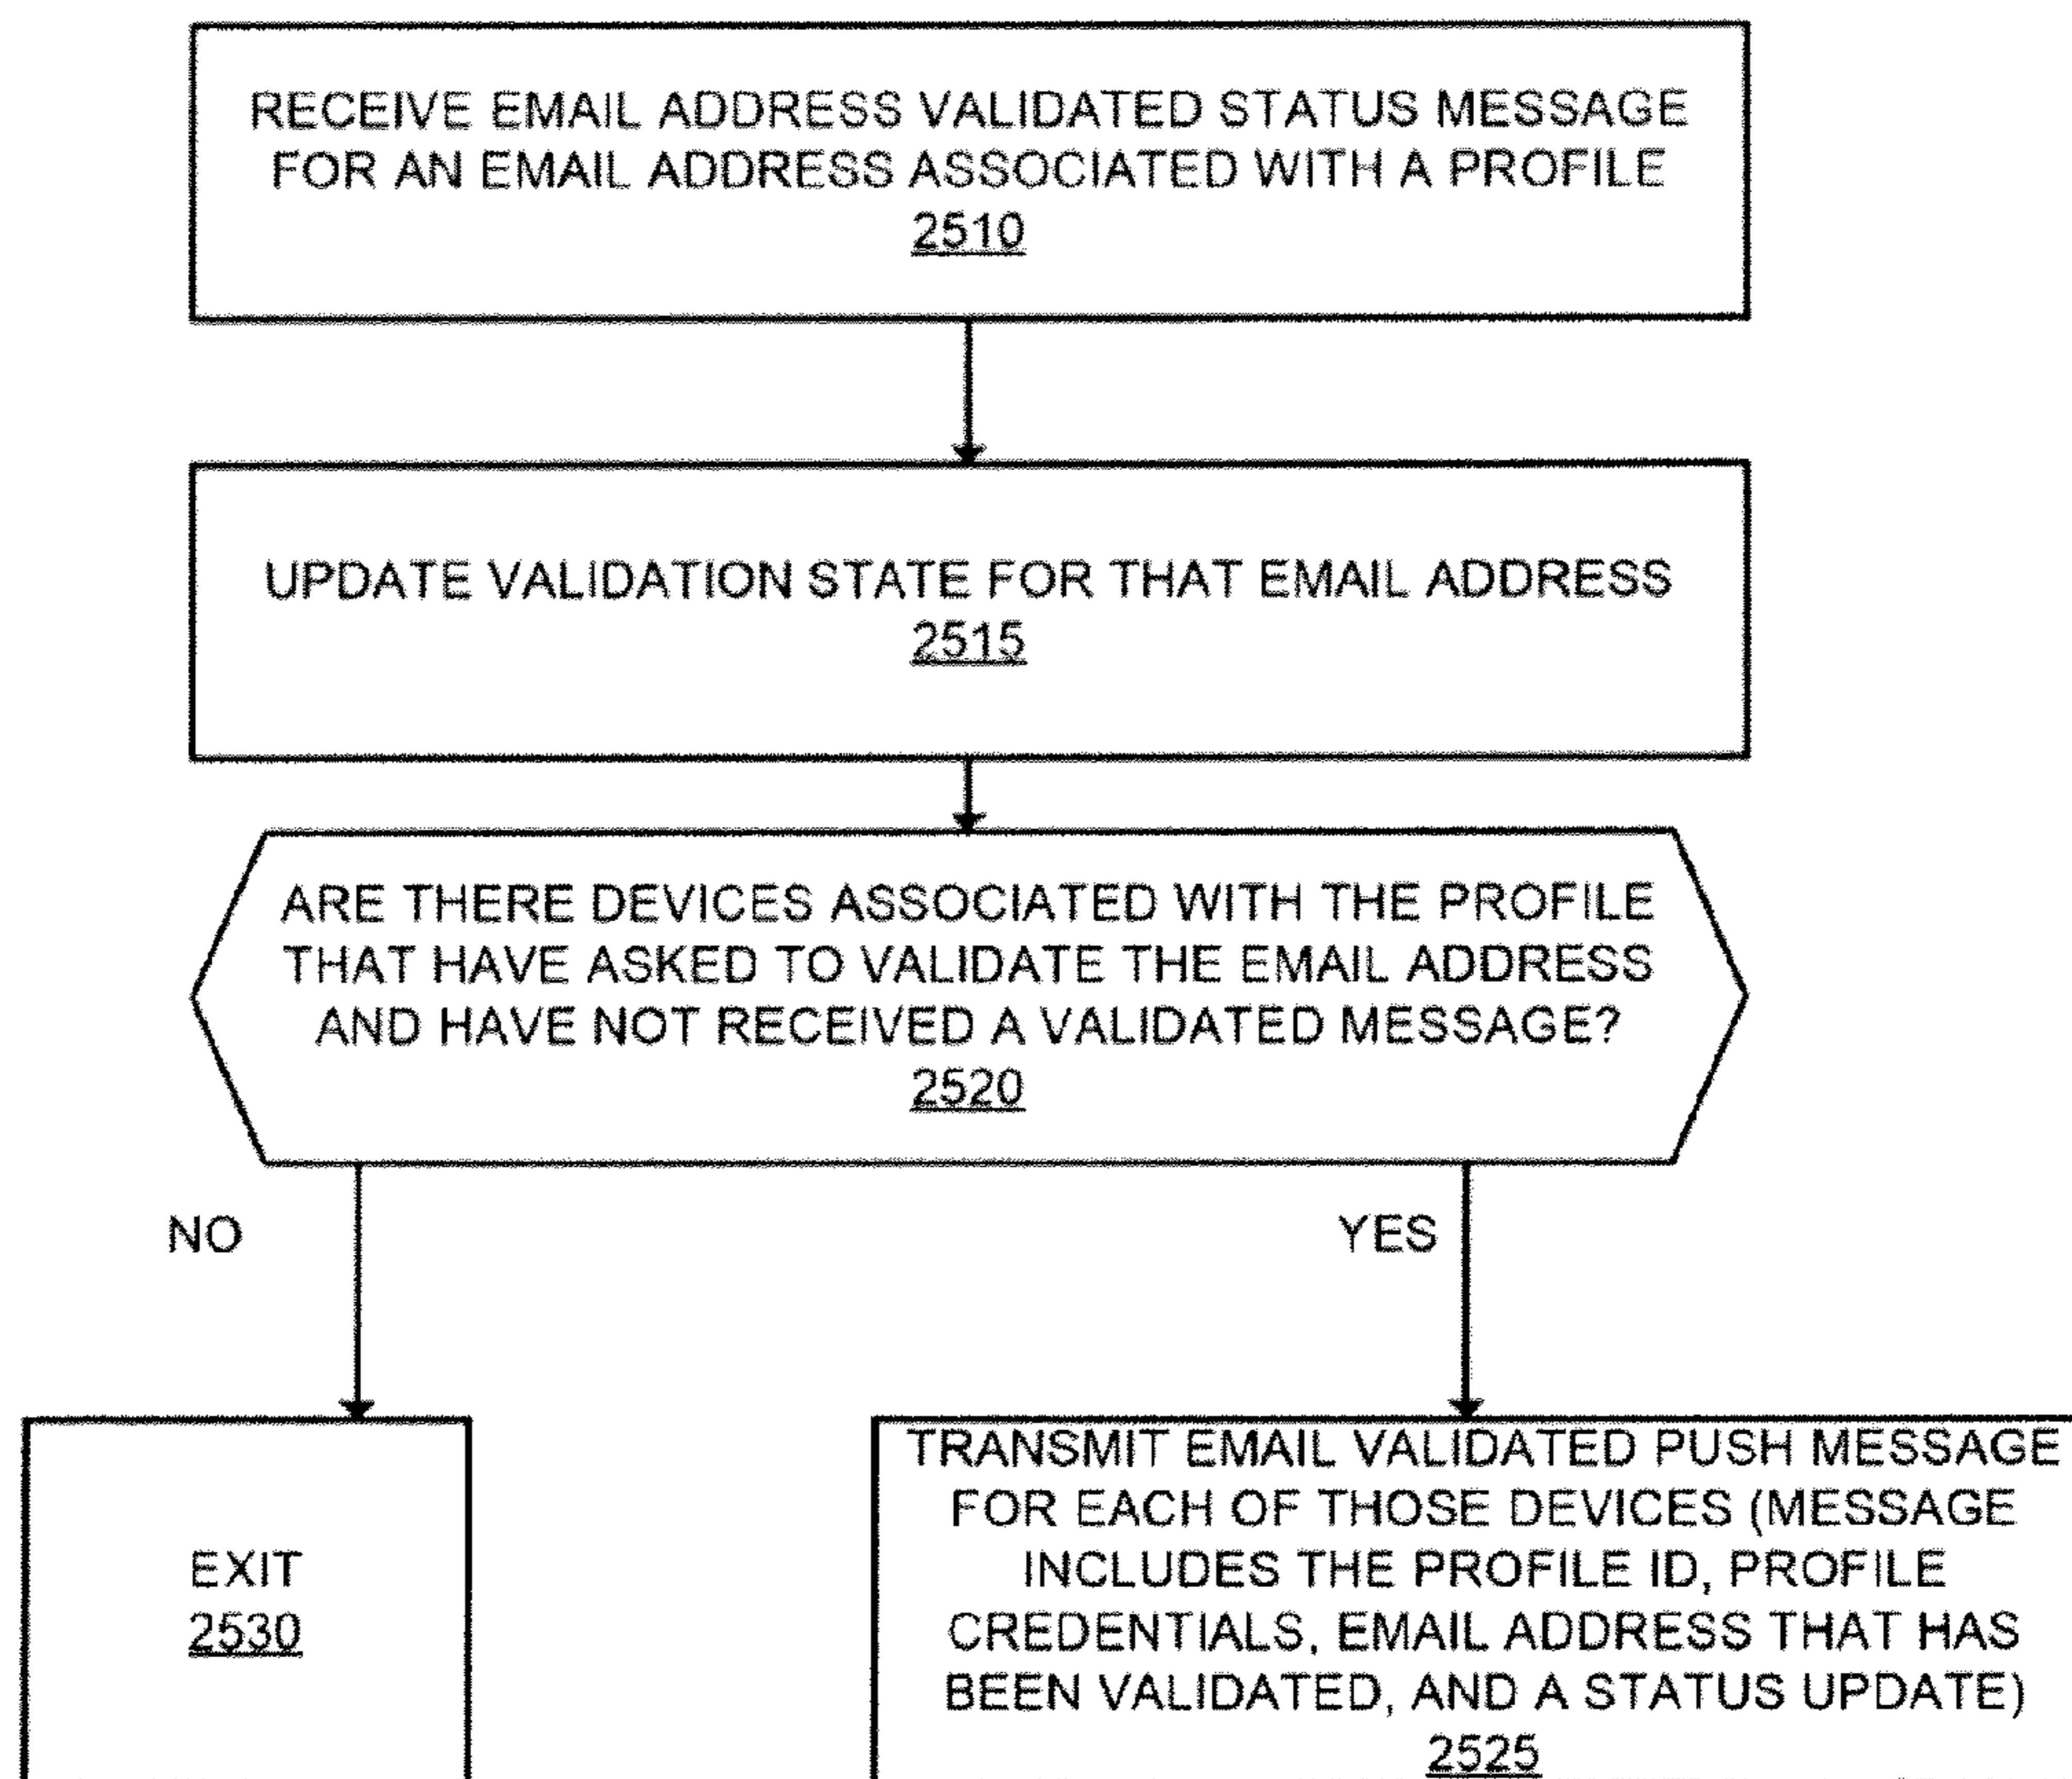 RECEIVE EMAIL ADDRESS VALIDATED STATUS MESSAGE
FOR AN EMAIL ADDRESS ASSOCIATED WITH A PROFILE
2510
UPDATE VALIDATION STATE FOR THAT EMAIL ADDRESS
2515
ARE THERE DEVICES ASSOCIATED WITH THE PROFILE
THAT HAVE ASKED TO VALIDATE THE EMAIL ADDRESS
AND HAVE NOT RECEIVED A VALIDATED MESSAGE?
2520
NO
YES
EXIT
2530
TRANSMIT EMAIL VALIDATED PUSH MESSAGE
FOR EACH OF THOSE DEVICES (MESSAGE
INCLUDES THE PROFILE ID, PROFILE
CREDENTIALS, EMAIL ADDRESS THAT HAS
BEEN VALIDATED, AND A STATUS UPDATE)
2525